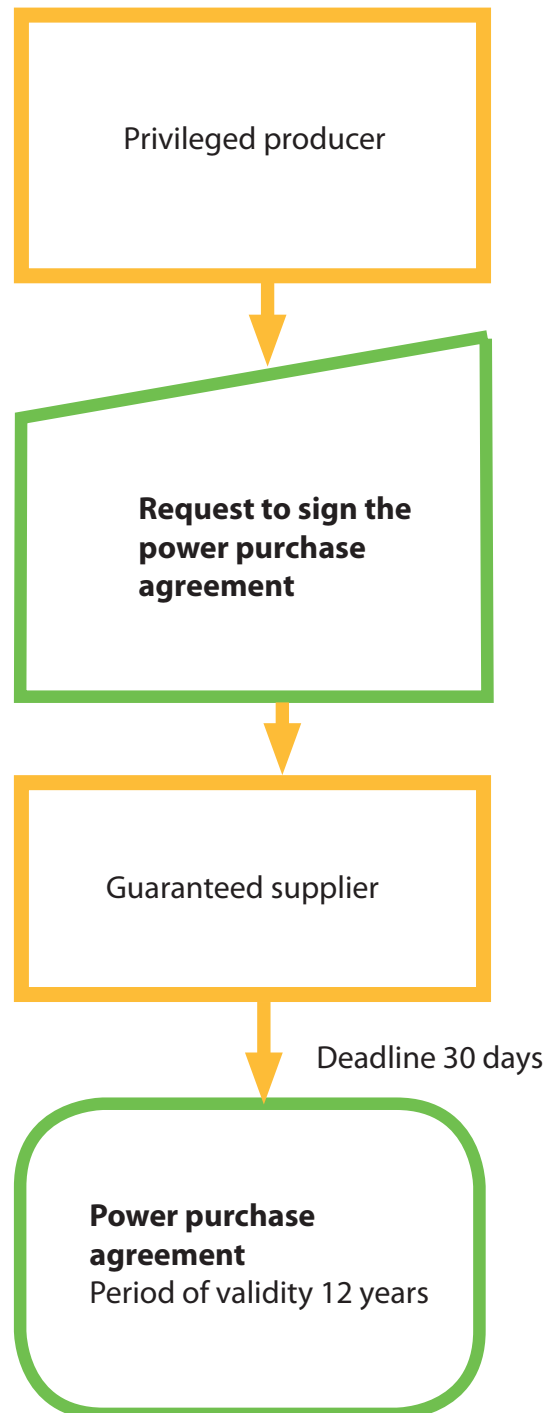 Privileged producer
Request to sign the
power purchase
agreement
Guaranteed supplier
Deadline 30 days
Power purchase
agreement
Period of validity 12 years